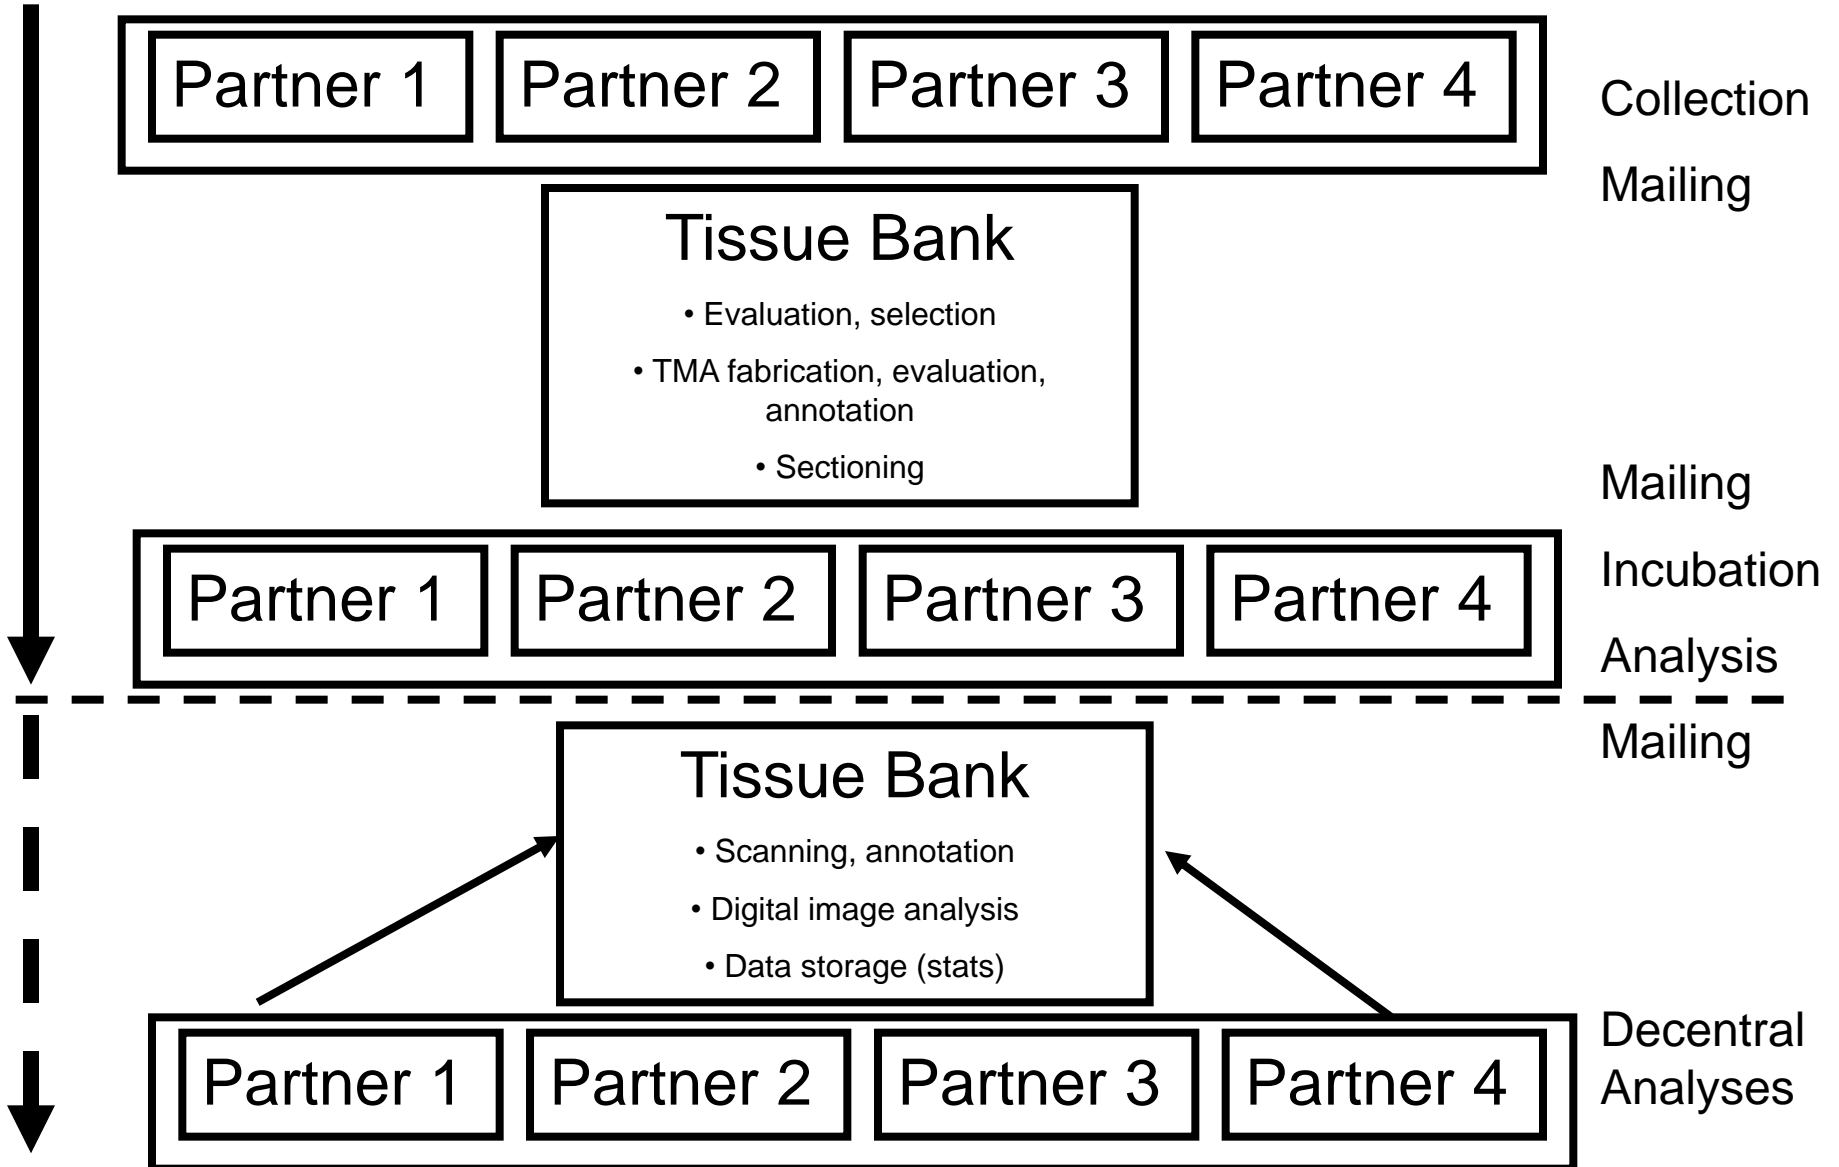 Partner 1 Partner 2 Partner 3 Partner 4
Collection
Mailing
Tissue Bank
• Evaluation, selection
• TMA fabrication, evaluation,
annotation
• Sectioning
Mailing
Incubation
Partner 1 Partner 2 Partner 3 Partner 4
Analysis
Mailing
Tissue Bank
• Scanning, annotation
• Digital image analysis
• Data storage (stats)
Partner 1 Partner 2 Partner 3 Partner 4
Decentral
Analyses